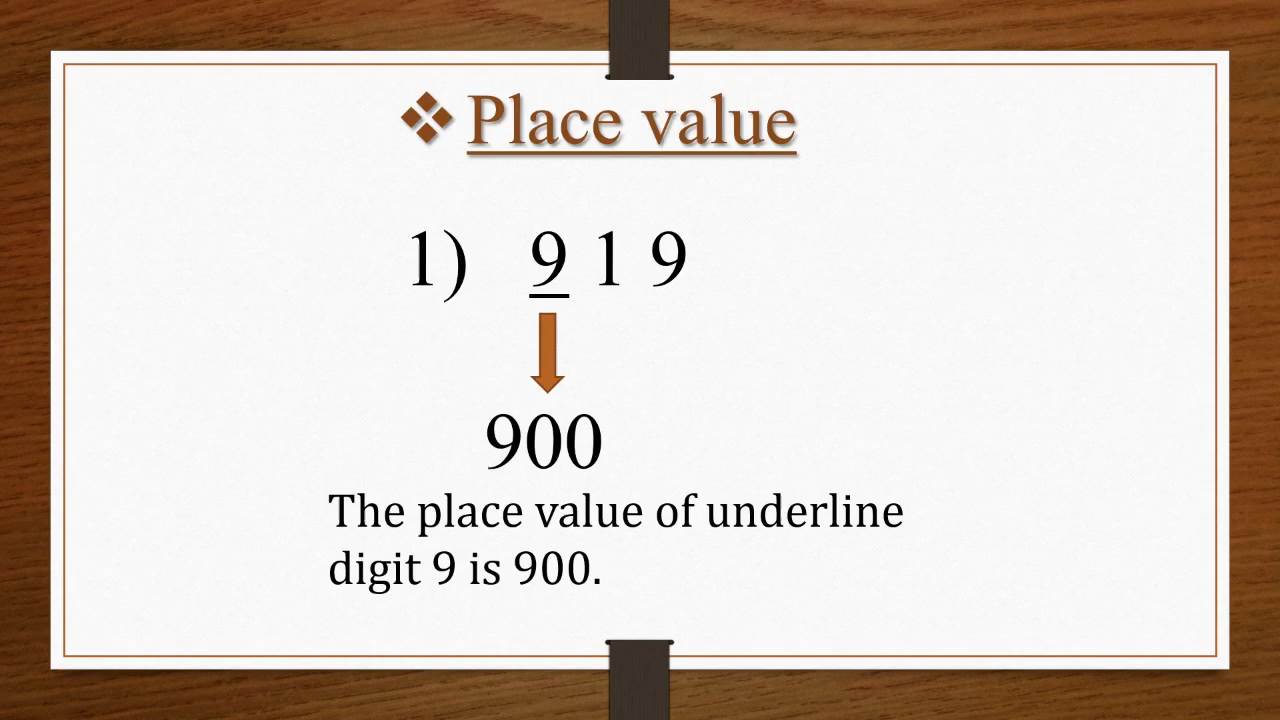 ❖ Place value
1) 9 1 9
900
The place value of underline
digit 9 is 900.